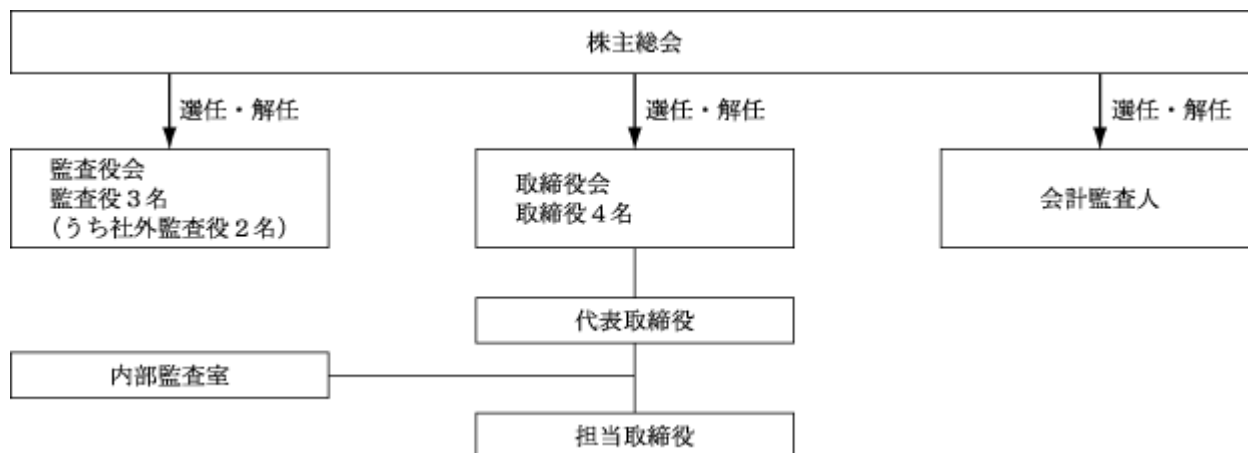 株主総会
選任・解任
選任・解任
選任・解任
監査役会
監査役3名
(うち社外監査役2名)
取締役会
取締役4名
会計監査人
代表取締役
内部監査室
担当取締役